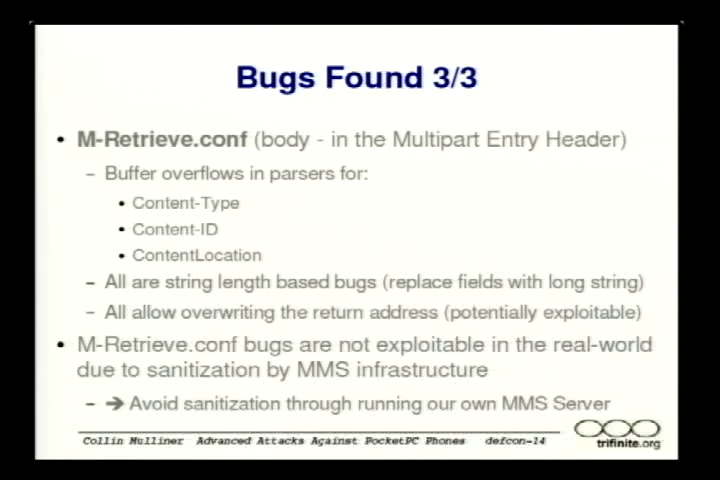 Bugs Found 3/3
• M-Retrieve.conf (body - in the Multipart Entry Header)
– Buffer overflows in parsers for:
• Content-Type
• Content-ID
• ContentLocation
– All are string length based bugs (replace fields with long string)
– All allow overwriting the return address (potentially exploitable)
• M-Retrieve.conf bugs are not exploitable in the real-world
due to sanitization by MMS infrastructure
– ➔ Avoid sanitization through running our own MMS Server
Collin Mulliner Advanced Attacks Against PocketPC Phones defcon-14
trifinite.org